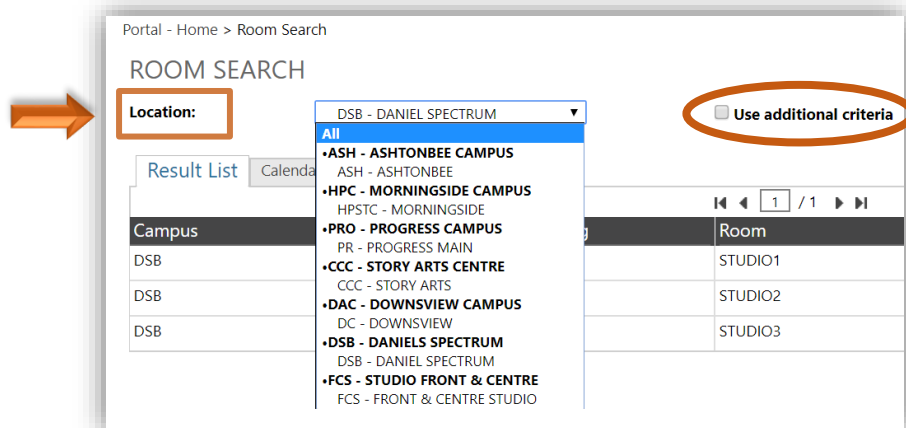 Portal - Home > Room Search
ROOM SEARCH
Location:
DSB - DANIEL SPECTRUM
Use additional criteria
All
•ASH - ASHTONBEE CAMPUS
ASH - ASHTONBEE
•HPC - MORNINGSIDE CAMPUS
HPSTC - MORNINGSIDE
•PRO - PROGRESS CAMPUS
PR - PROGRESS MAIN
•CCC - STORY ARTS CENTRE
CCC - STORY ARTS
•DAC - DOWNSVIEW CAMPUS
DC - DOWNSVIEW
•DSB - DANIELS SPECTRUM
DSB - DANIEL SPECTRUM
•FCS - STUDIO FRONT & CENTRE
FCS - FRONT & CENTRE STUDIO
Result List Calenda
1 / 1
Campus Room
DSB STUDIO1
DSB STUDIO2
DSB STUDIO3